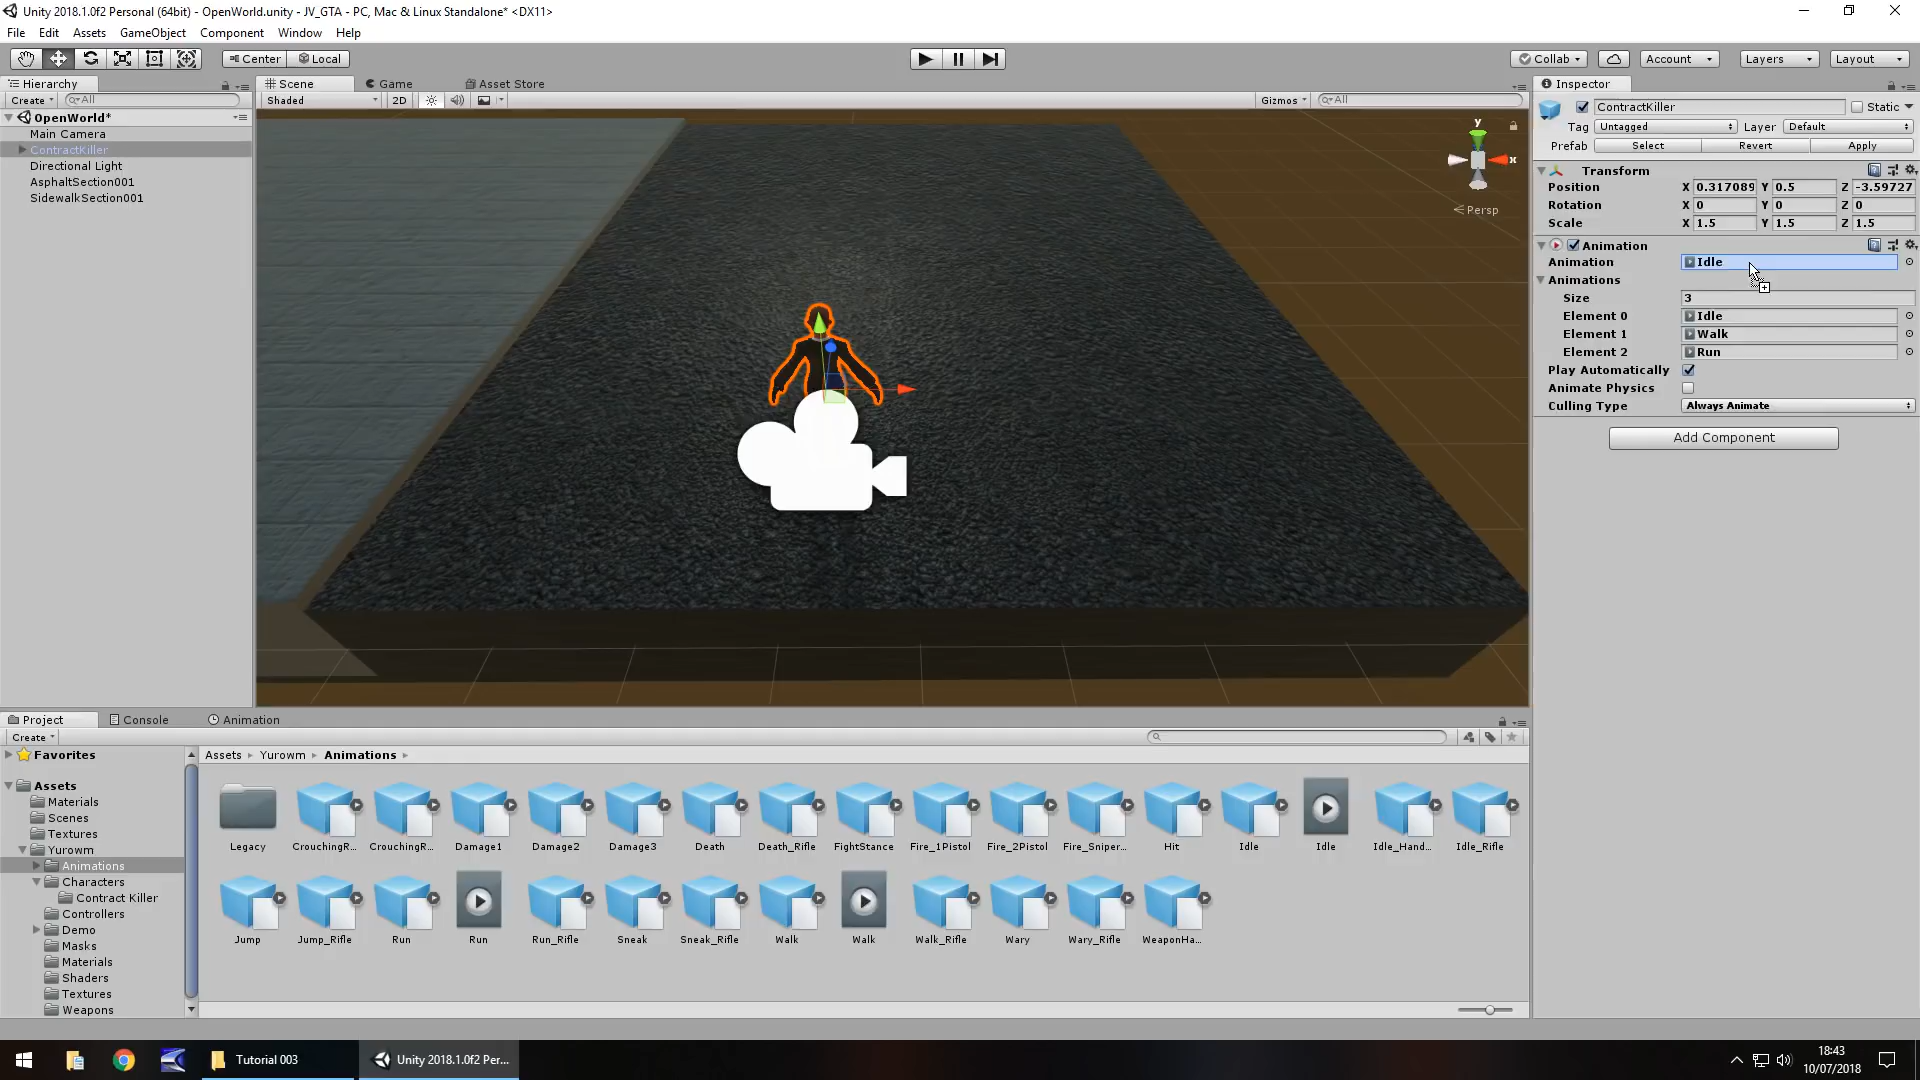 Unity 2018.1.0f2 Personal (64bit) - OpenWorld.unity - JV_GTA - PC, Mac & Linux Standalone* <DX11>
File Edit Assets GameObject Component Window Help
Center Local Collab Account Layers Layout
Hierarchy
Create All
OpenWorld*
Main Camera
ContractKiller
Directional Light
AsphaltSection001
SidewalkSection001
Scene Game Asset Store
Shaded 2D Gizmos All
y
x
Persp
Inspector
ContractKiller Static
Tag Untagged Layer Default
Prefab Select Revert Apply
Transform
Position X 0.317089 Y 0.5 Z -3.59727
Rotation X 0 Y 0 Z 0
Scale X 1.5 Y 1.5 Z 1.5
Animation
Animation Idle
Animations
Size 3
Element 0 Idle
Element 1 Walk
Element 2 Run
Play Automatically
Animate Physics
Culling Type Always Animate
Add Component
Project Console Animation
Create
Favorites
Assets
Materials
Scenes
Textures
Yurowm
Animations
Characters
Contract Killer
Controllers
Demo
Masks
Materials
Shaders
Textures
Weapons
Assets Yurowm Animations
Legacy CrouchingR... CrouchingR... Damage1 Damage2 Damage3 Death Death_Rifle FightStance Fire_1Pistol Fire_2Pistol Fire_Sniper... Hit Idle Idle Idle_Hand... Idle_Rifle
Jump Jump_Rifle Run Run Run_Rifle Sneak Sneak_Rifle Walk Walk Walk_Rifle Wary Wary_Rifle WeaponHa...
Tutorial 003 Unity 2018.1.0f2 Per...
18:43
10/07/2018